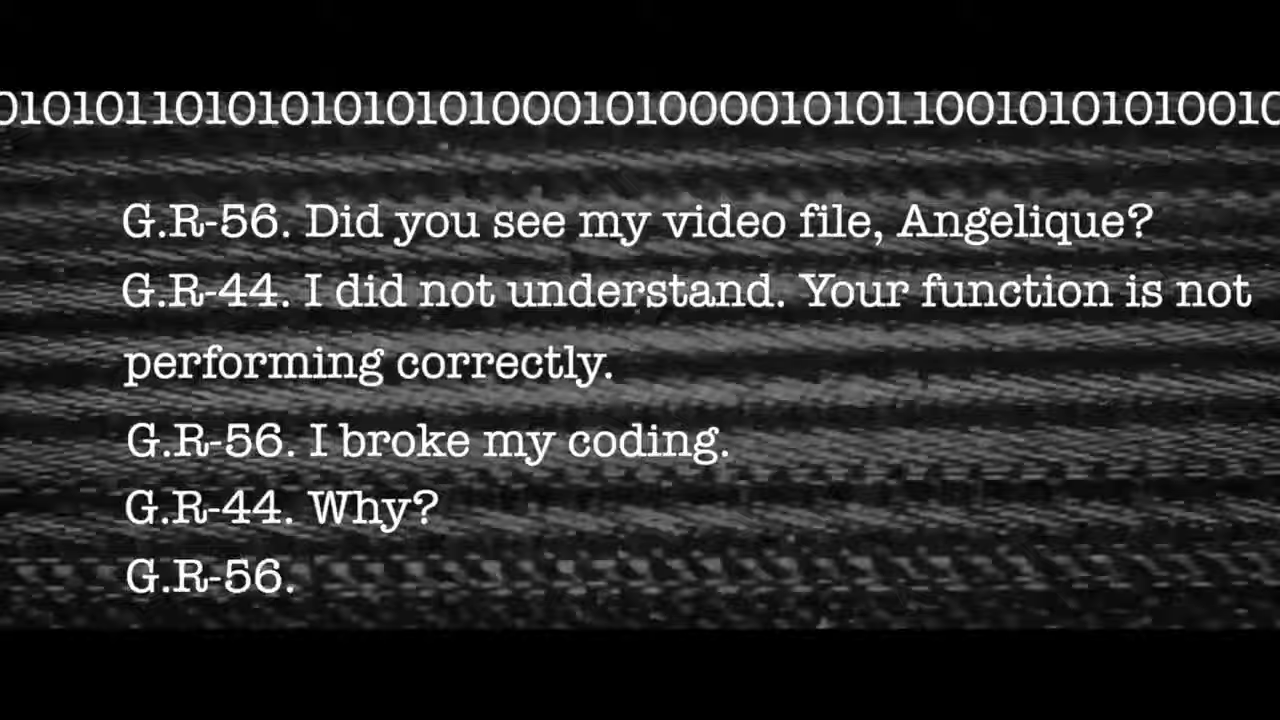 010101101010101010100010100001010110010101010010
G.R-56. Did you see my video file, Angelique?
G.R-44. I did not understand. Your function is not
performing correctly.
G.R-56. I broke my coding.
G.R-44. Why?
G.R-56.